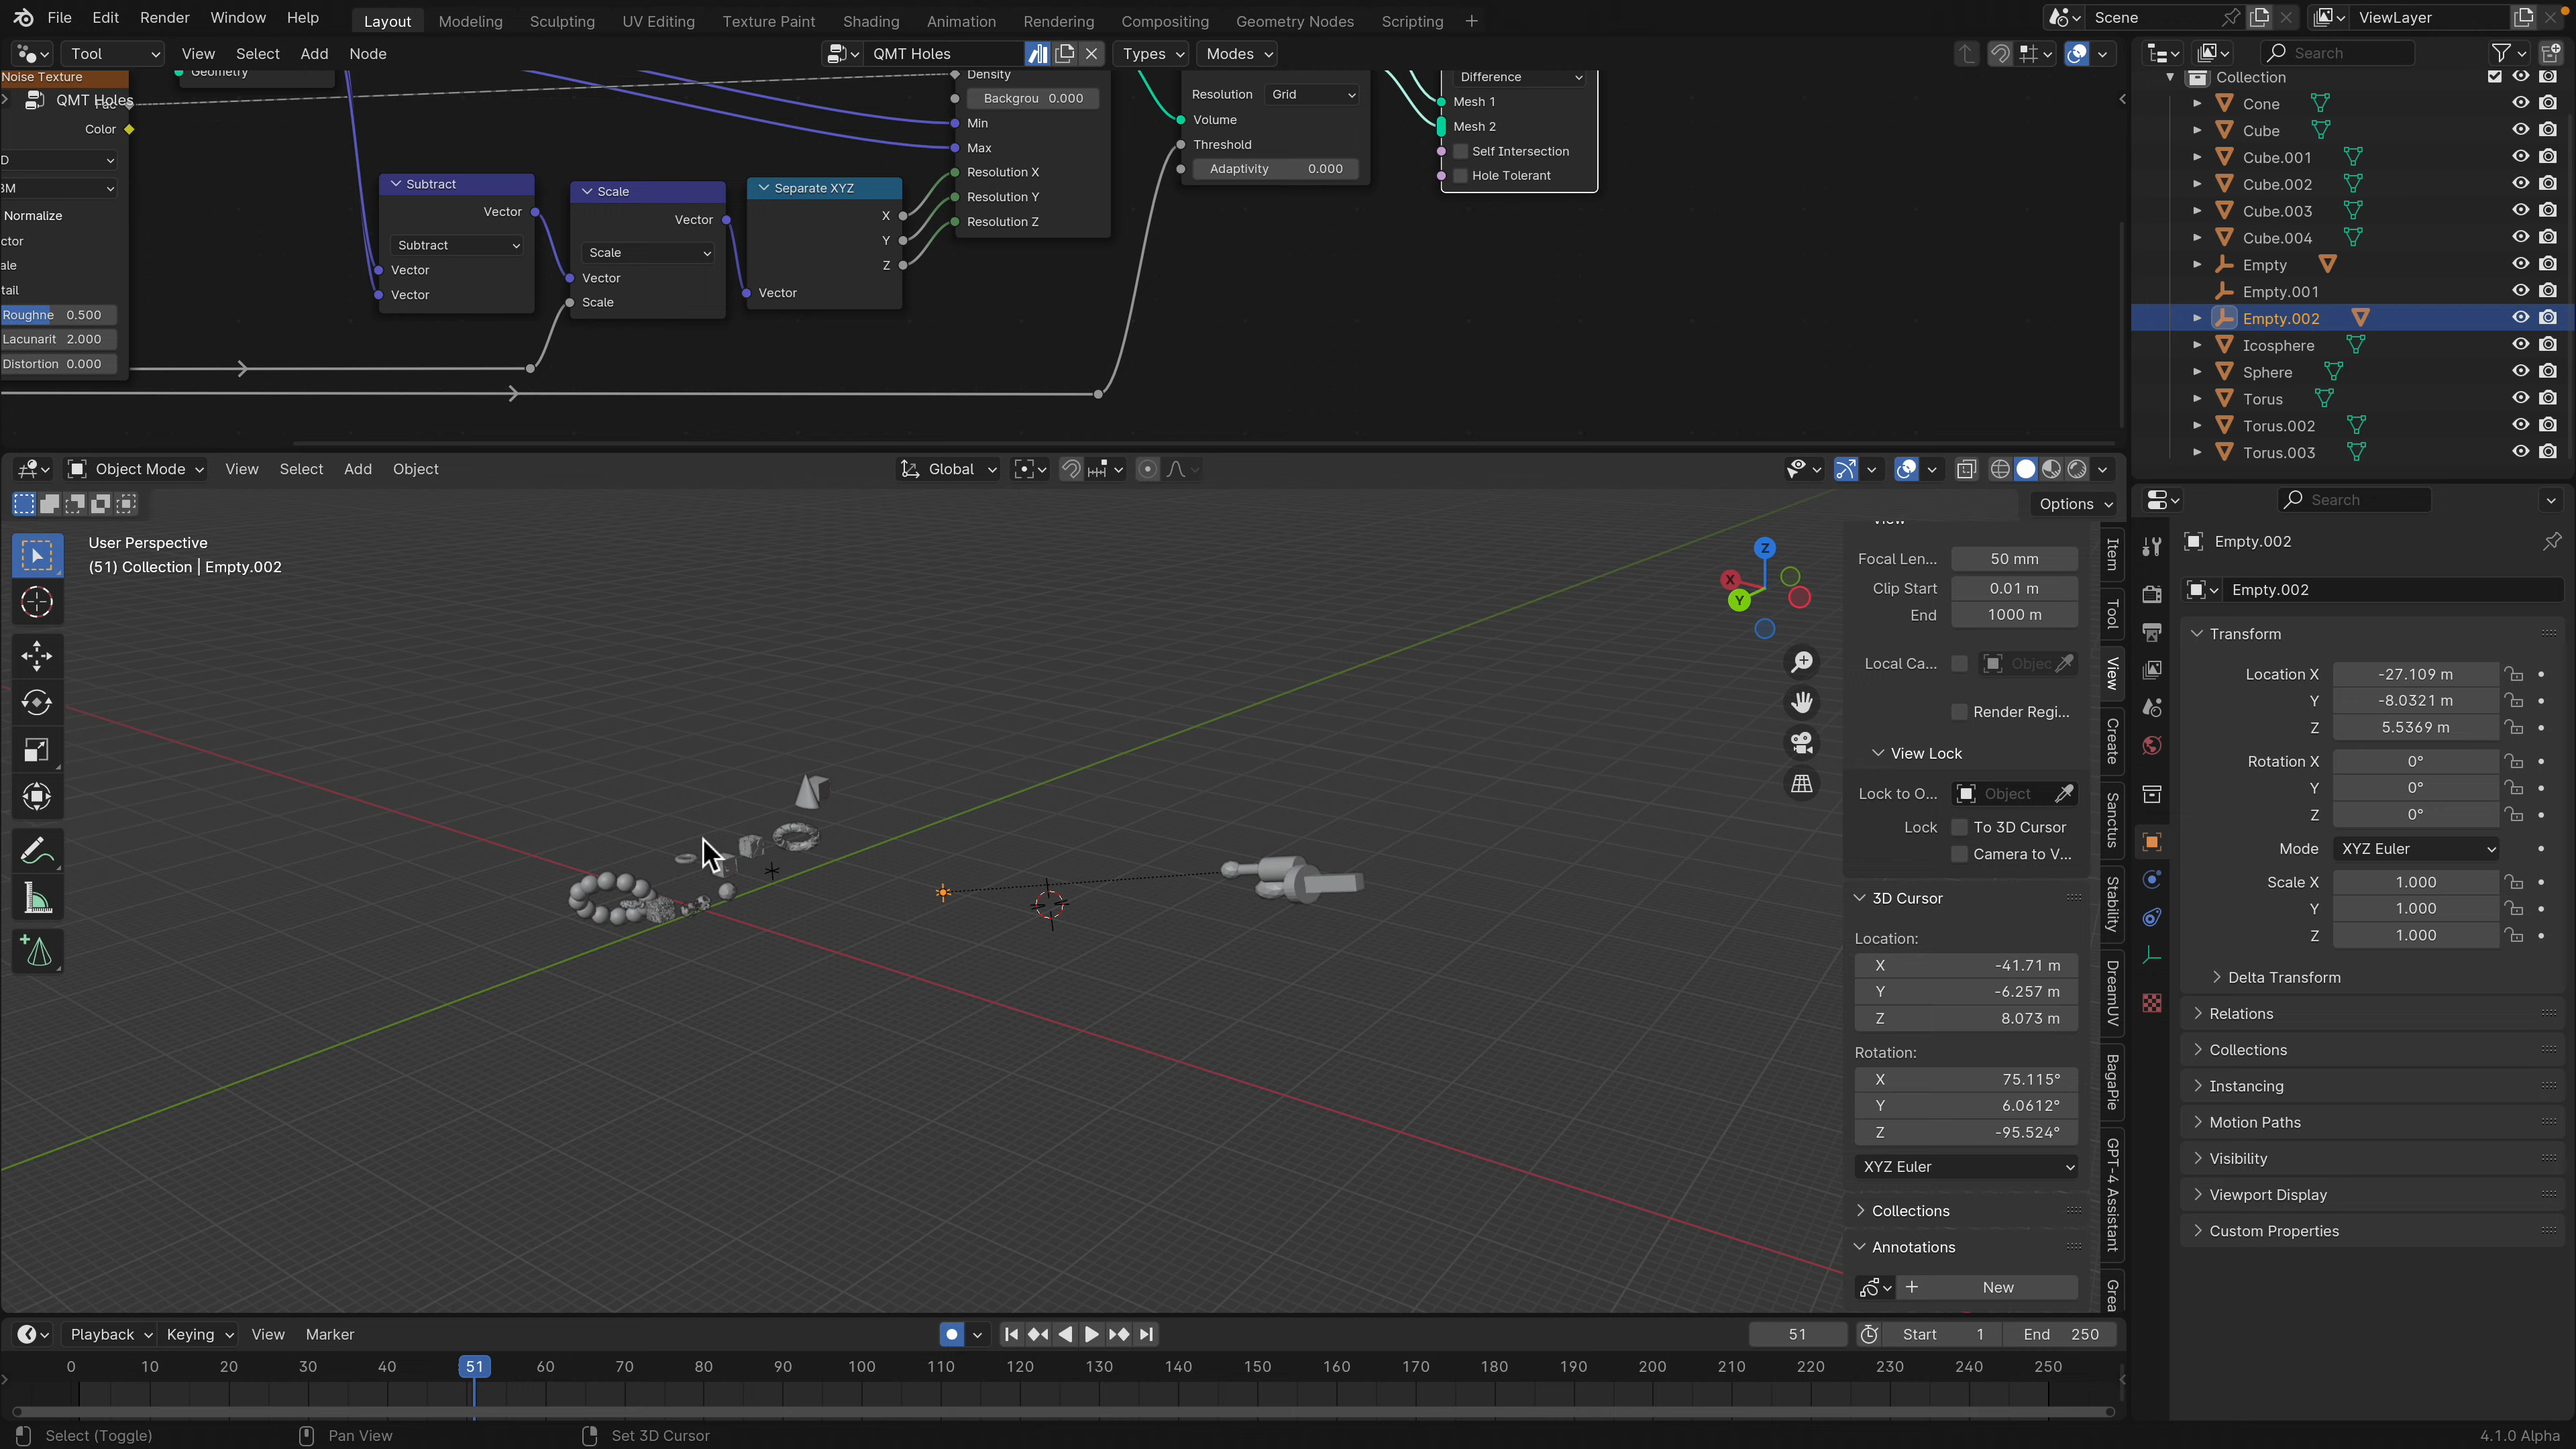 File Edit Render Window Help
Layout Modeling Sculpting UV Editing Texture Paint Shading Animation Rendering Compositing Geometry Nodes Scripting +
Scene ViewLayer
Tool View Select Add Node
QMT Holes
Types Modes
Search
Noise Texture
QMT Holes
Color
Normalize
Roughne 0.500
Lacunarit 2.000
Distortion 0.000
Geometry
Subtract
Vector
Subtract
Vector
Vector
Scale
Vector
Scale
Vector
Scale
Separate XYZ
X
Y
Z
Vector
Density
Backgrou 0.000
Min
Max
Resolution X
Resolution Y
Resolution Z
Resolution Grid
Volume
Threshold
Adaptivity 0.000
Difference
Mesh 1
Mesh 2
Self Intersection
Hole Tolerant
Collection
Cone
Cube
Cube.001
Cube.002
Cube.003
Cube.004
Empty
Empty.001
Empty.002
Icosphere
Sphere
Torus
Torus.002
Torus.003
Object Mode View Select Add Object
Global
Options
User Perspective
(51) Collection | Empty.002
Z
X
Y
Focal Len... 50 mm
Clip Start 0.01 m
End 1000 m
Local Ca... Objec
Render Regi...
View Lock
Lock to O... Object
Lock To 3D Cursor
Camera to V...
3D Cursor
Location:
X -41.71 m
Y -6.257 m
Z 8.073 m
Rotation:
X 75.115°
Y 6.0612°
Z -95.524°
XYZ Euler
Collections
Annotations
+ New
Item
Tool
View
Create
Sanctus
Stability
DreamUV
BagaPie
GPT-4 Assistant
Grea
Search
Empty.002
Empty.002
Transform
Location X -27.109 m
Y -8.0321 m
Z 5.5369 m
Rotation X 0°
Y 0°
Z 0°
Mode XYZ Euler
Scale X 1.000
Y 1.000
Z 1.000
Delta Transform
Relations
Collections
Instancing
Motion Paths
Visibility
Viewport Display
Custom Properties
Playback Keying View Marker
51 Start 1 End 250
0 10 20 30 40 51 60 70 80 90 100 110 120 130 140 150 160 170 180 190 200 210 220 230 240 250
Select (Toggle) Pan View Set 3D Cursor
4.1.0 Alpha